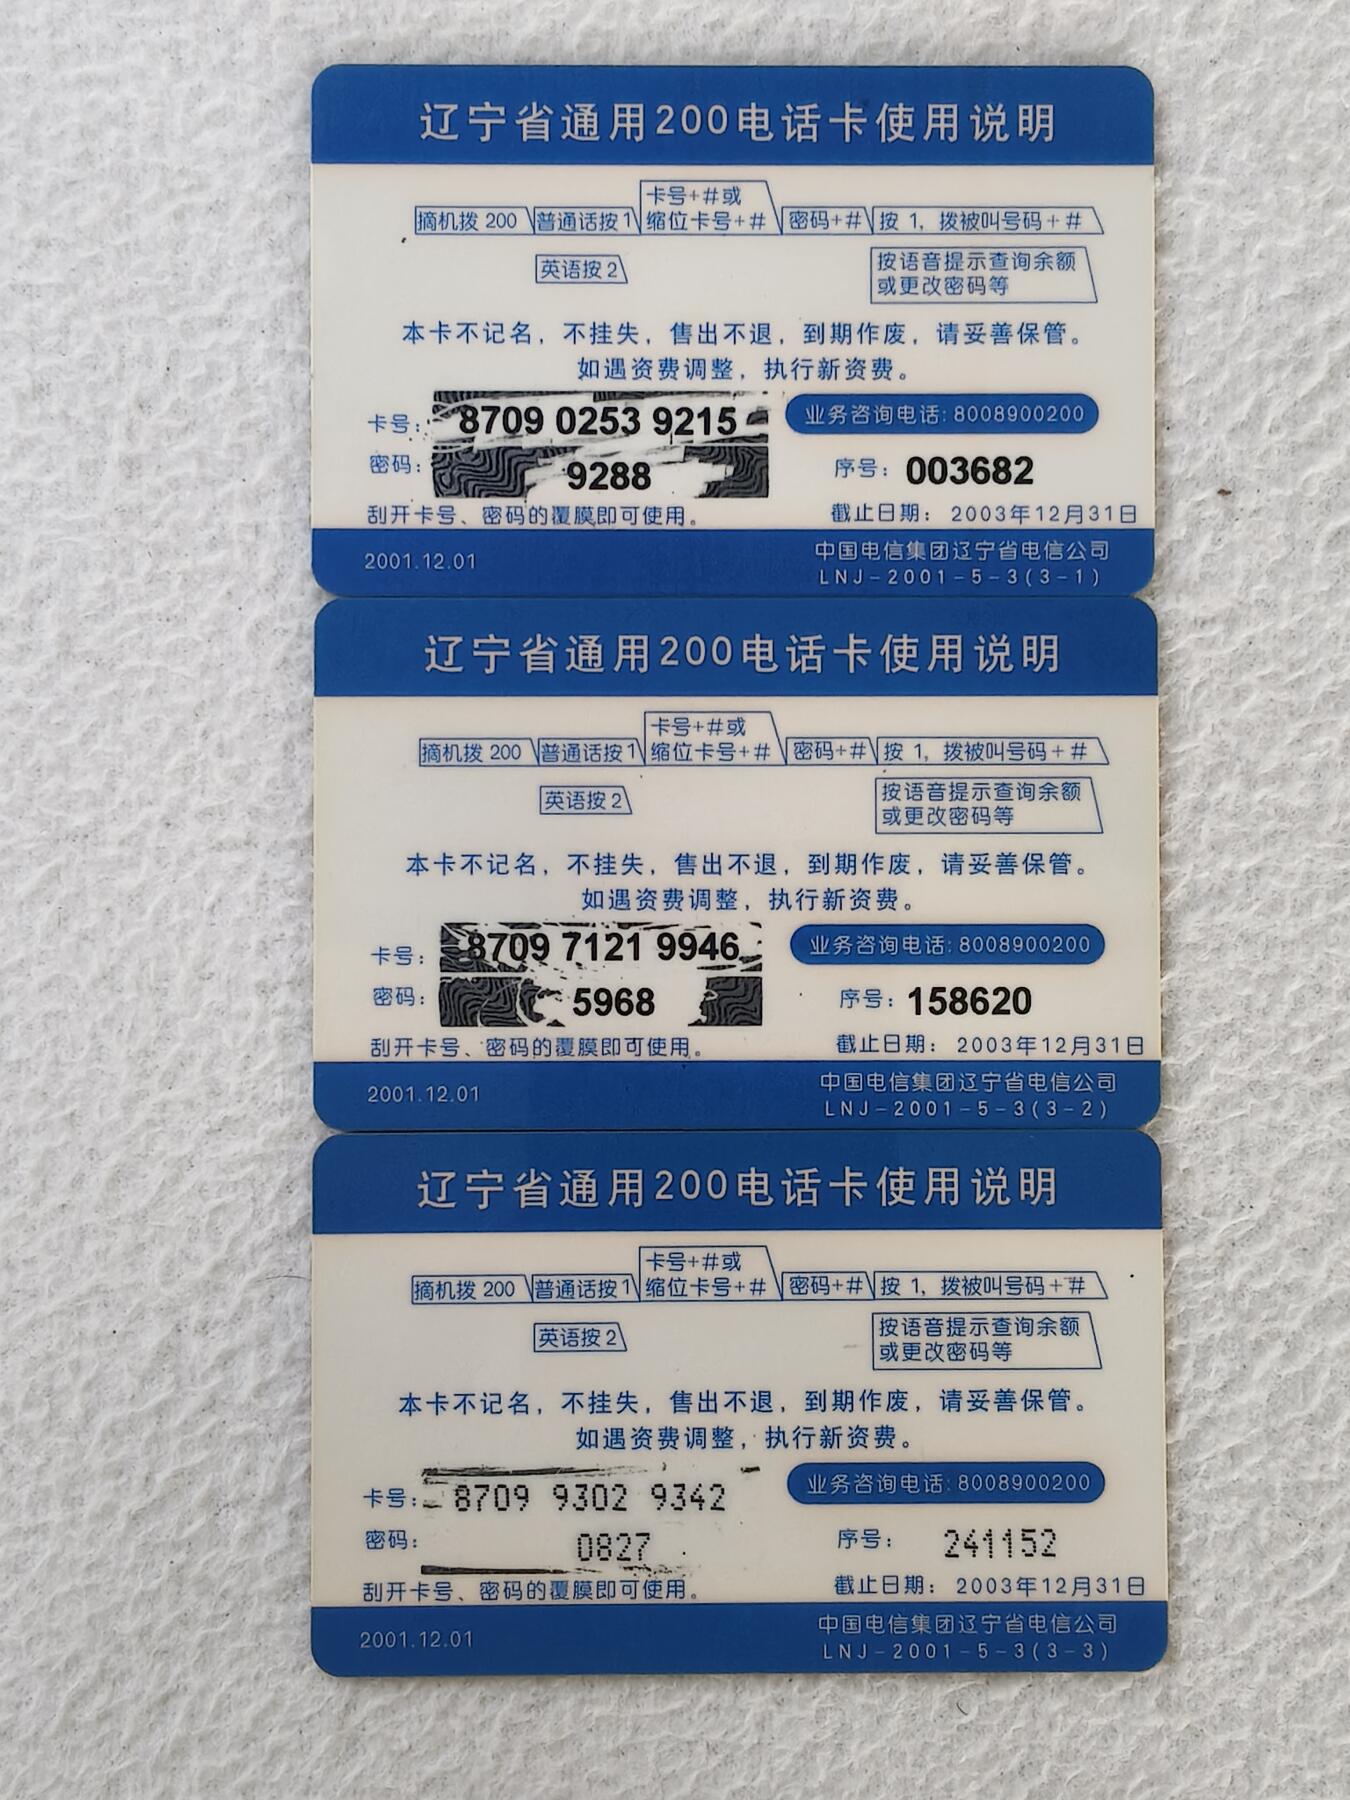 辽宁省通用200电话卡使用说明
卡号+#或
摘机拨 200 普通话按1 缩位卡号+# 密码+# 按 1, 拨被叫号码+#
英语按2
按语音提示查询余额
或更改密码等
本卡不记名, 不挂失, 售出不退, 到期作废, 请妥善保管。
如遇资费调整, 执行新资费。
卡号: 8709 0253 9215 业务咨询电话: 8008900200
密码: 9288 序号: 003682
刮开卡号、密码的覆膜即可使用。 截止日期: 2003年12月31日
中国电信集团辽宁省电信公司
2001.12.01
LNJ-2001-5-3(3-1)
辽宁省通用200电话卡使用说明
卡号+#或
摘机拨 200 普通话按1 缩位卡号+# 密码+# 按 1, 拨被叫号码+#
英语按2
按语音提示查询余额
或更改密码等
本卡不记名, 不挂失, 售出不退, 到期作废, 请妥善保管。
如遇资费调整, 执行新资费。
卡号: 8709 7121 9946 业务咨询电话: 8008900200
密码: 5968 序号: 158620
刮开卡号、密码的覆膜即可使用。 截止日期: 2003年12月31日
中国电信集团辽宁省电信公司
2001.12.01
LNJ-2001-5-3(3-2)
辽宁省通用200电话卡使用说明
卡号+#或
摘机拨 200 普通话按1 缩位卡号+# 密码+# 按 1, 拨被叫号码+#
英语按2
按语音提示查询余额
或更改密码等
本卡不记名, 不挂失, 售出不退, 到期作废, 请妥善保管。
如遇资费调整, 执行新资费。
卡号: 8709 9302 9342 业务咨询电话: 8008900200
密码: 0827 序号: 241152
刮开卡号、密码的覆膜即可使用。 截止日期: 2003年12月31日
中国电信集团辽宁省电信公司
2001.12.01
LNJ-2001-5-3(3-3)